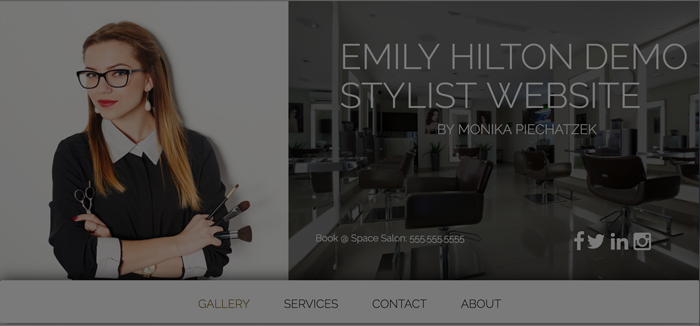 EMILY HILTON DEMO
STYLIST WEBSITE
BY MONIKA PIECHATZEK
Book @ Space Salon: 555.555.5555
GALLERY SERVICES CONTACT ABOUT